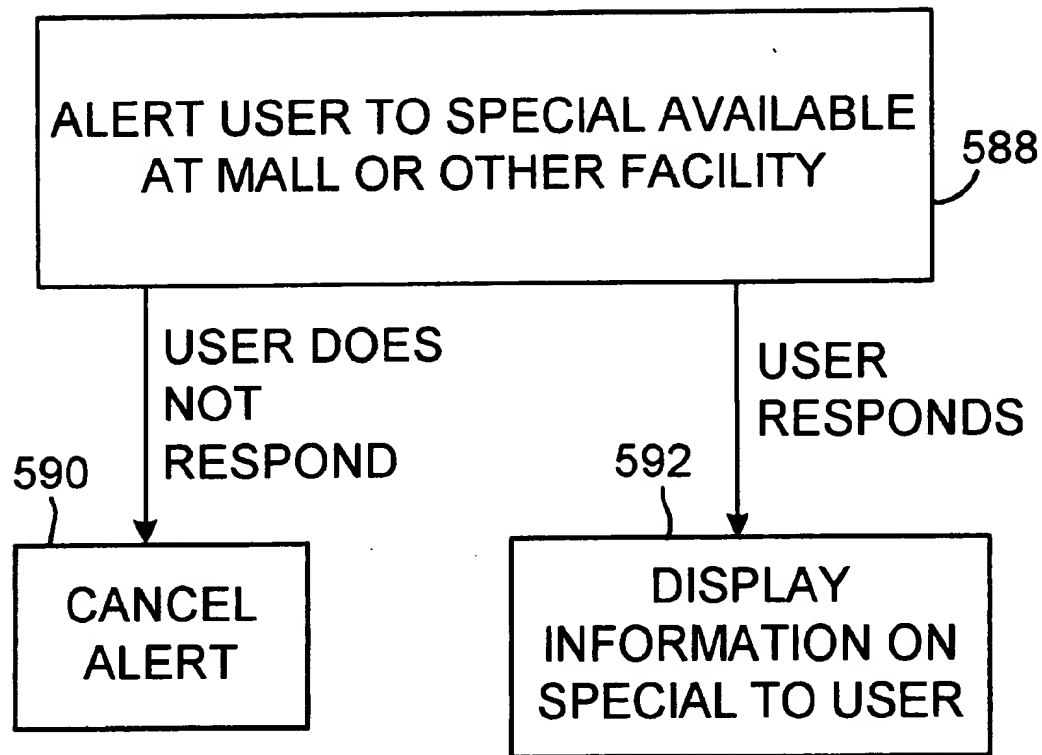 ALERT USER TO SPECIAL AVAILABLE
AT MALL OR OTHER FACILITY
588
USER DOES
NOT
RESPOND
USER
RESPONDS
590
592
CANCEL
ALERT
DISPLAY
INFORMATION ON
SPECIAL TO USER